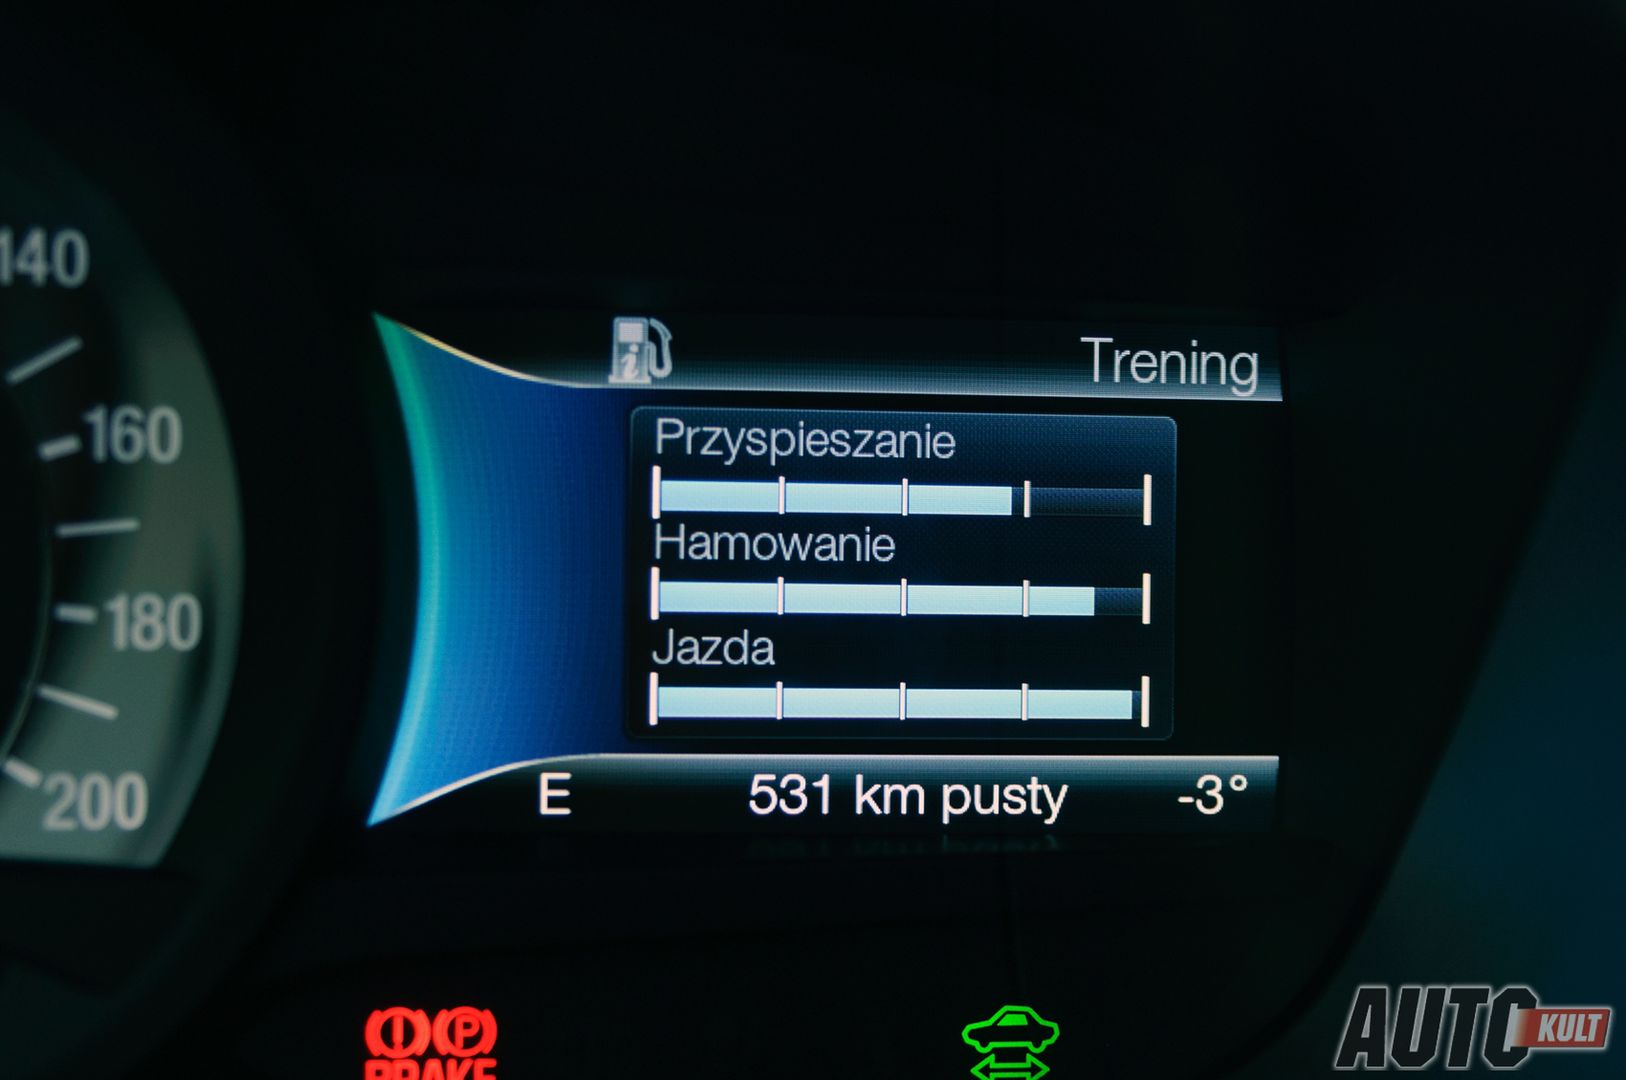 140
160
180
200
Trening
Przyspieszanie
Hamowanie
Jazda
E 531 km pusty -3°
P
BRAKE
AUTO KULT